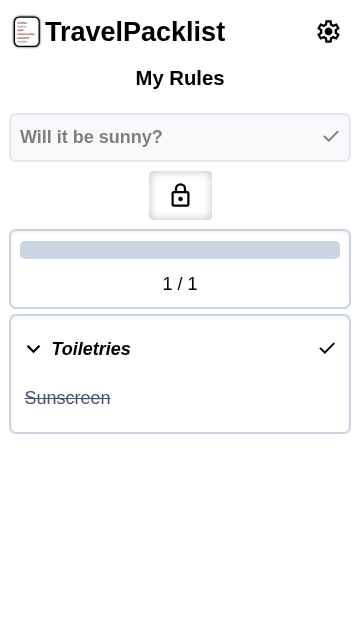 TravelPacklist
My Rules
Will it be sunny?
1 / 1
Toiletries
Sunscreen